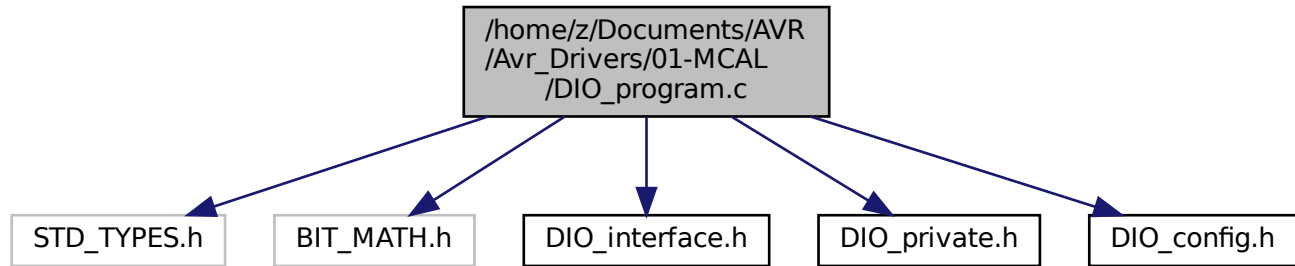 /home/z/Documents/AVR
/Avr_Drivers/01-MCAL
/DIO_program.c
STD_TYPES.h
BIT_MATH.h
DIO_interface.h
DIO_private.h
DIO_config.h